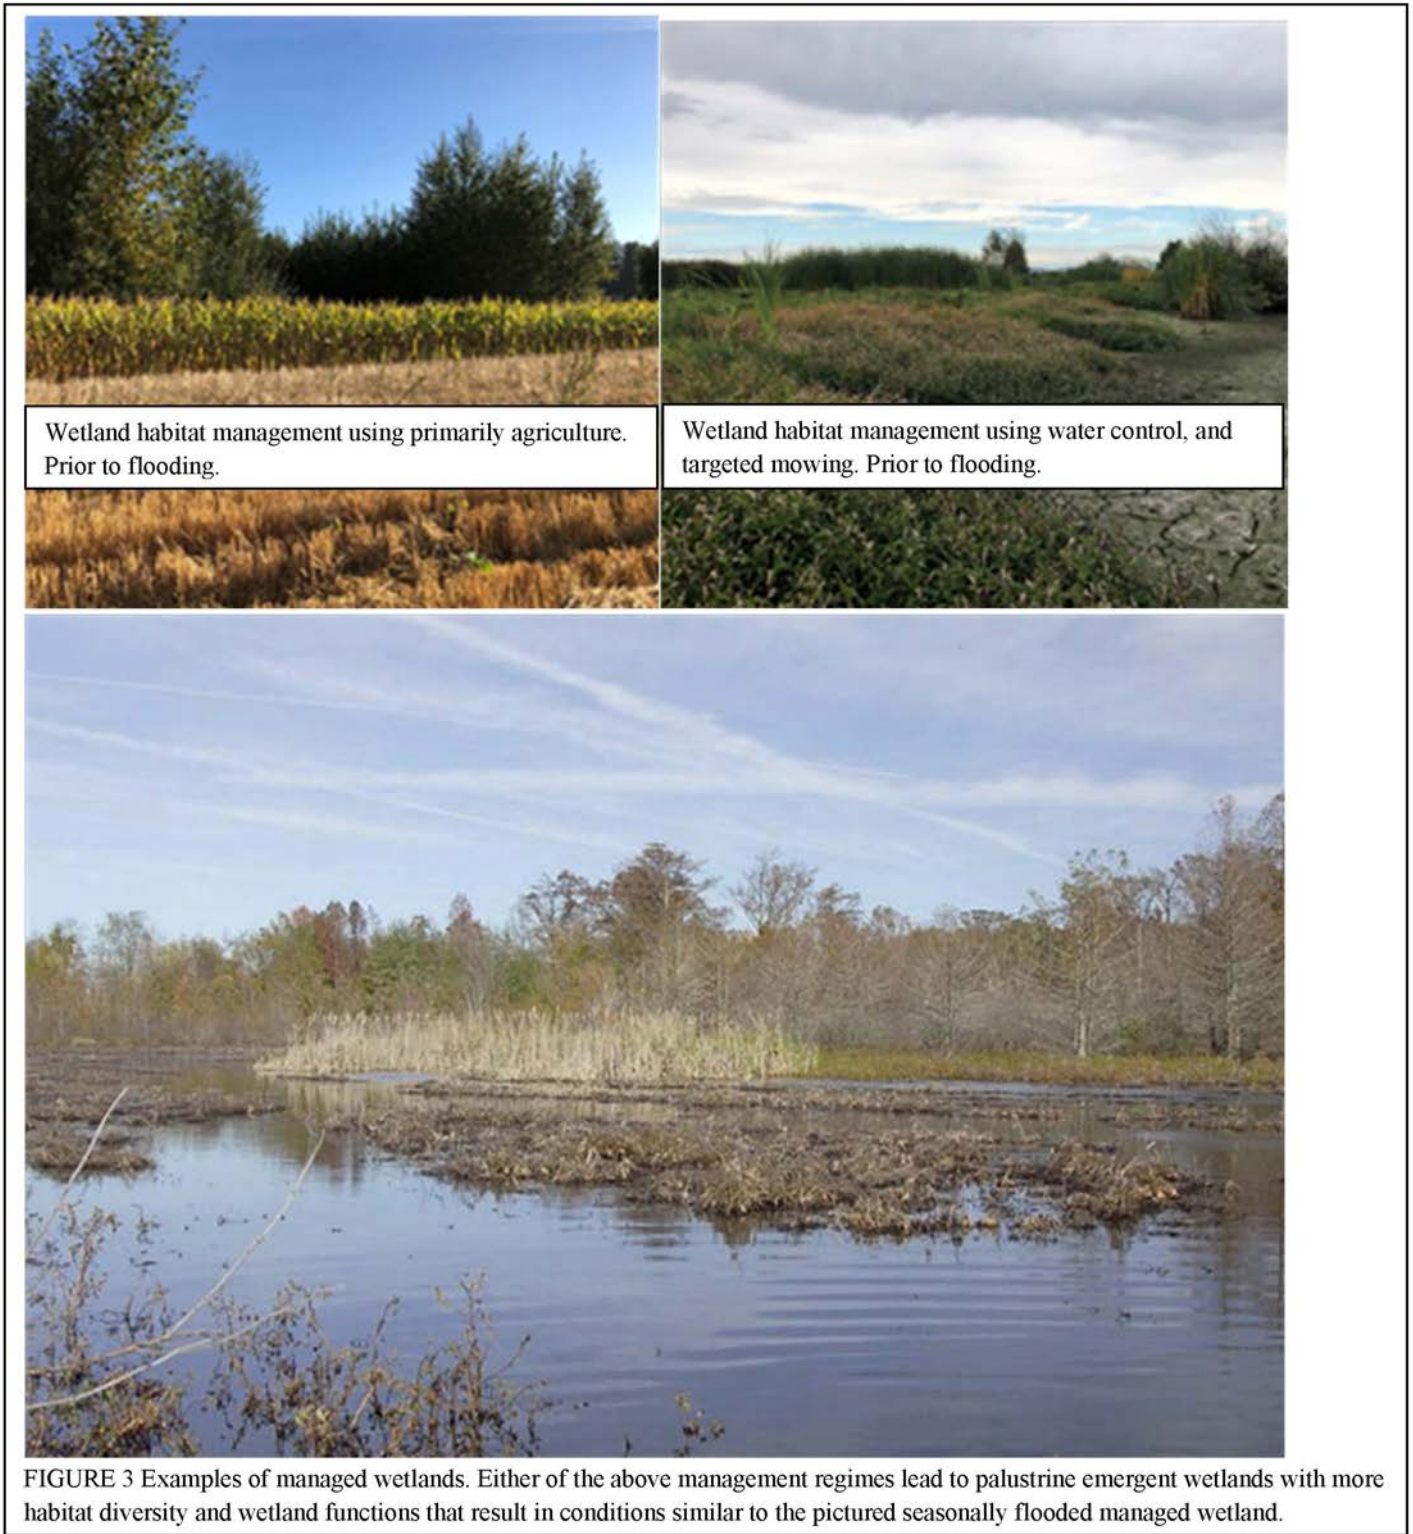 Wetland habitat management using primarily agriculture.
Prior to flooding.
Wetland habitat management using water control, and
targeted mowing. Prior to flooding.
FIGURE 3 Examples of managed wetlands. Either of the above management regimes lead to palustrine emergent wetlands with more
habitat diversity and wetland functions that result in conditions similar to the pictured seasonally flooded managed wetland.